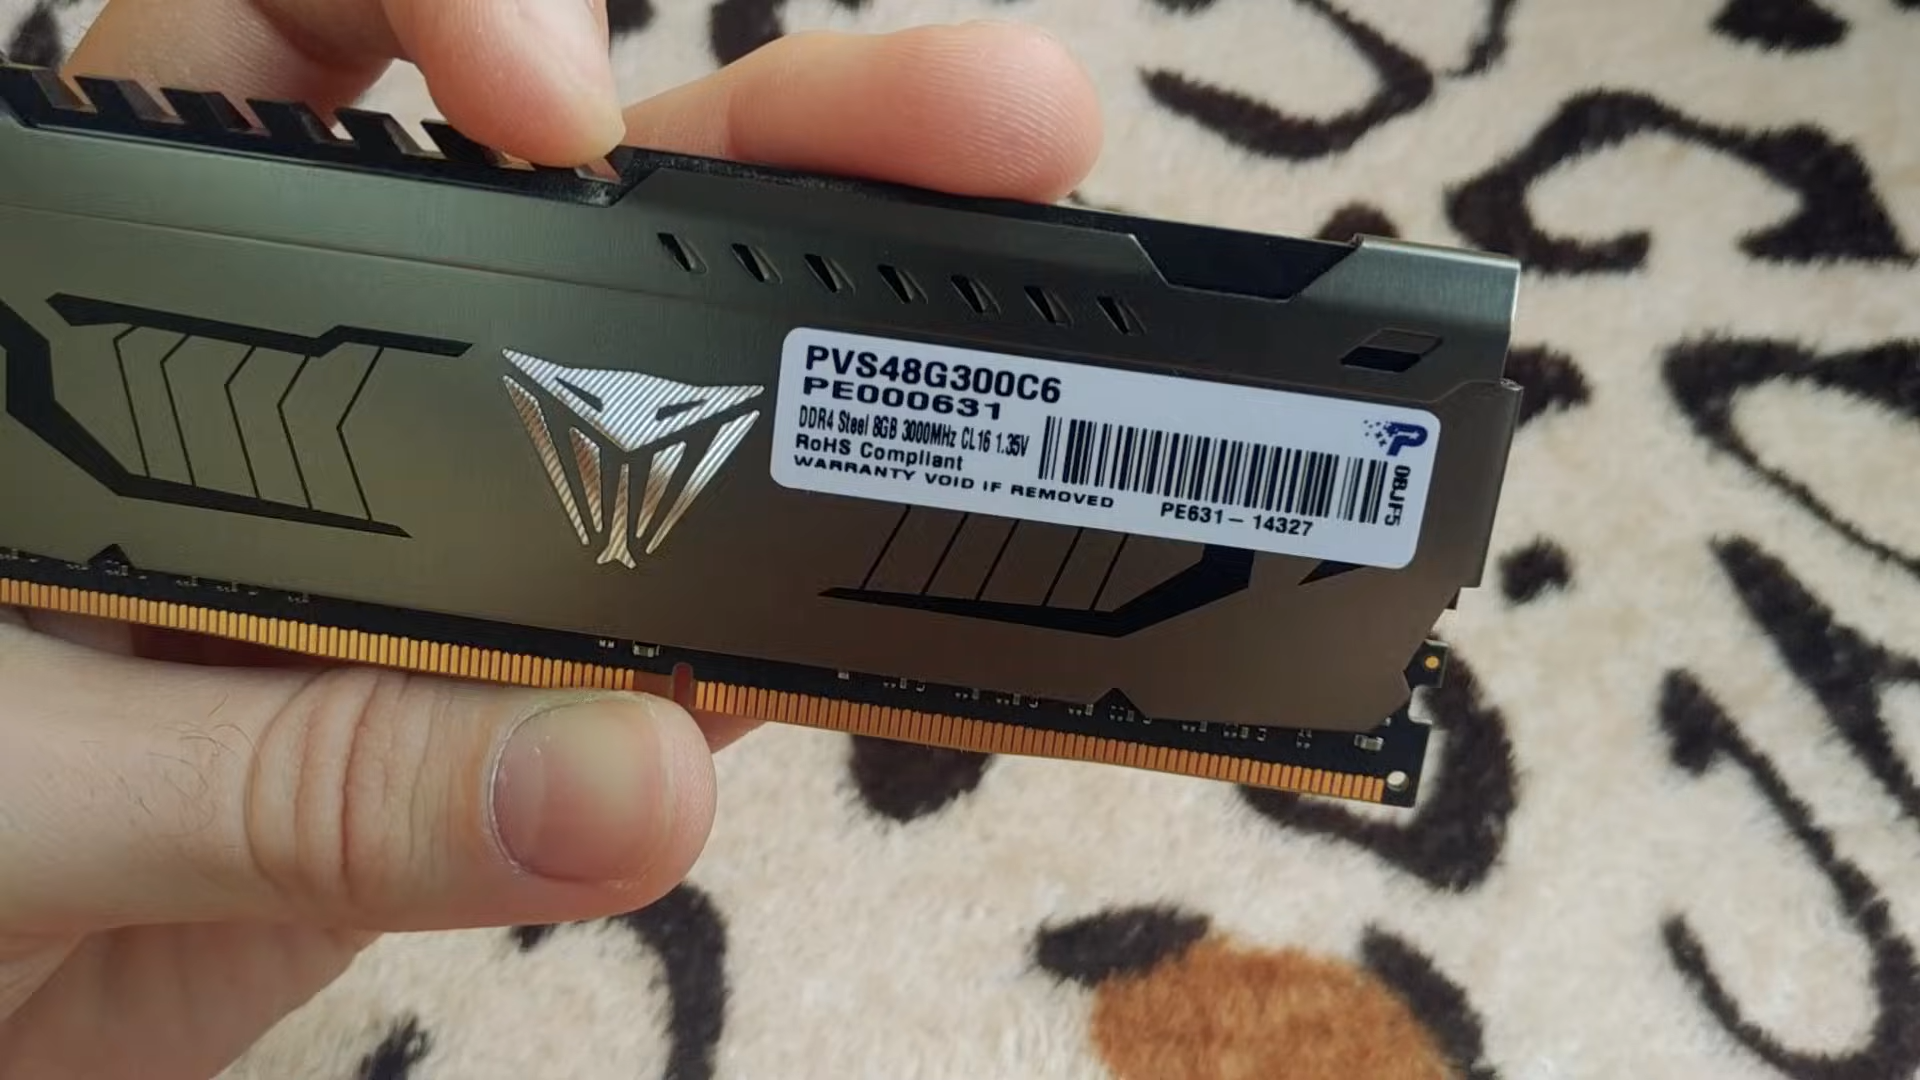 PVS48G300C6
PE000631
DDR4 Steel 8GB 3000MHz CL16 1.35V
RoHS Compliant
WARRANTY VOID IF REMOVED
PE631-14327
P
0BJF5